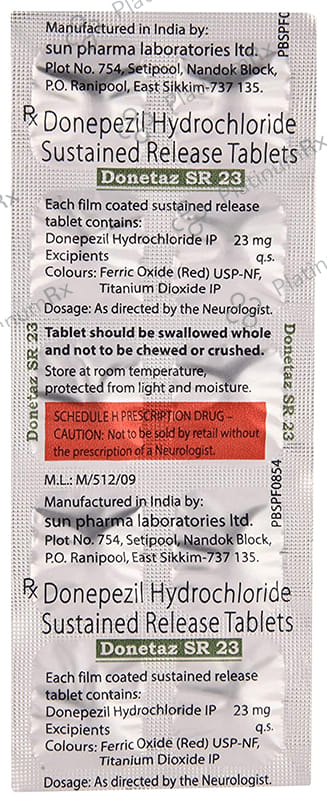 Manufactured in India by:
sun pharma laboratories ltd.
Plot No. 754, Setipool, Nandok Block,
P.O. Ranipool, East Sikkim-737 135.
PBSPF0
Rx Donepezil Hydrochloride
Sustained Release Tablets
Donetaz SR 23
Each film coated sustained release
tablet contains:
Donepezil Hydrochloride IP 23 mg
Excipients q.s.
Colours: Ferric Oxide (Red) USP-NF,
Titanium Dioxide IP
Dosage: As directed by the Neurologist.
Tablet should be swallowed whole
and not to be chewed or crushed.
Store at room temperature,
protected from light and moisture.
Donetaz SR 23
Donetaz SR 23
SCHEDULE H PRESCRIPTION DRUG –
CAUTION: Not to be sold by retail without
the prescription of a Neurologist.
M.L.: M/512/09
PBSPF0854
Manufactured in India by:
sun pharma laboratories ltd.
Plot No. 754, Setipool, Nandok Block,
P.O. Ranipool, East Sikkim-737 135.
Rx Donepezil Hydrochloride
Sustained Release Tablets
Donetaz SR 23
Each film coated sustained release
tablet contains:
Donepezil Hydrochloride IP 23 mg
Excipients q.s.
Colours: Ferric Oxide (Red) USP-NF,
Titanium Dioxide IP
Dosage: As directed by the Neurologist.
PlatinumRx